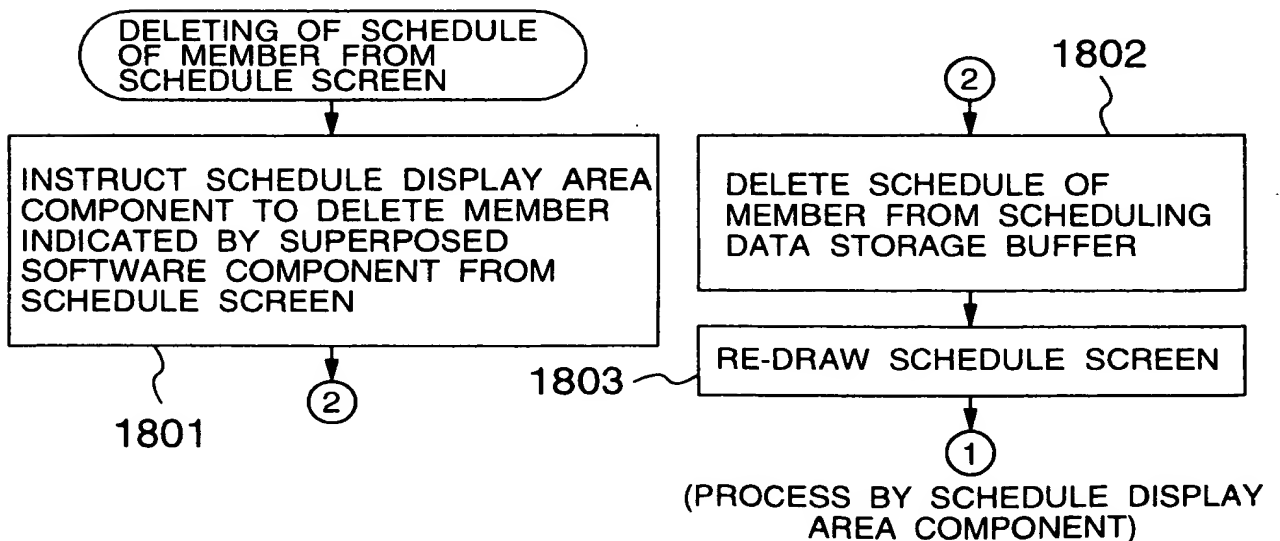 DELETING OF SCHEDULE
OF MEMBER FROM
SCHEDULE SCREEN
INSTRUCT SCHEDULE DISPLAY AREA
COMPONENT TO DELETE MEMBER
INDICATED BY SUPERPOSED
SOFTWARE COMPONENT FROM
SCHEDULE SCREEN
1801
2
1802
2
DELETE SCHEDULE OF
MEMBER FROM SCHEDULING
DATA STORAGE BUFFER
RE-DRAW SCHEDULE SCREEN
1803
1
(PROCESS BY SCHEDULE DISPLAY
AREA COMPONENT)